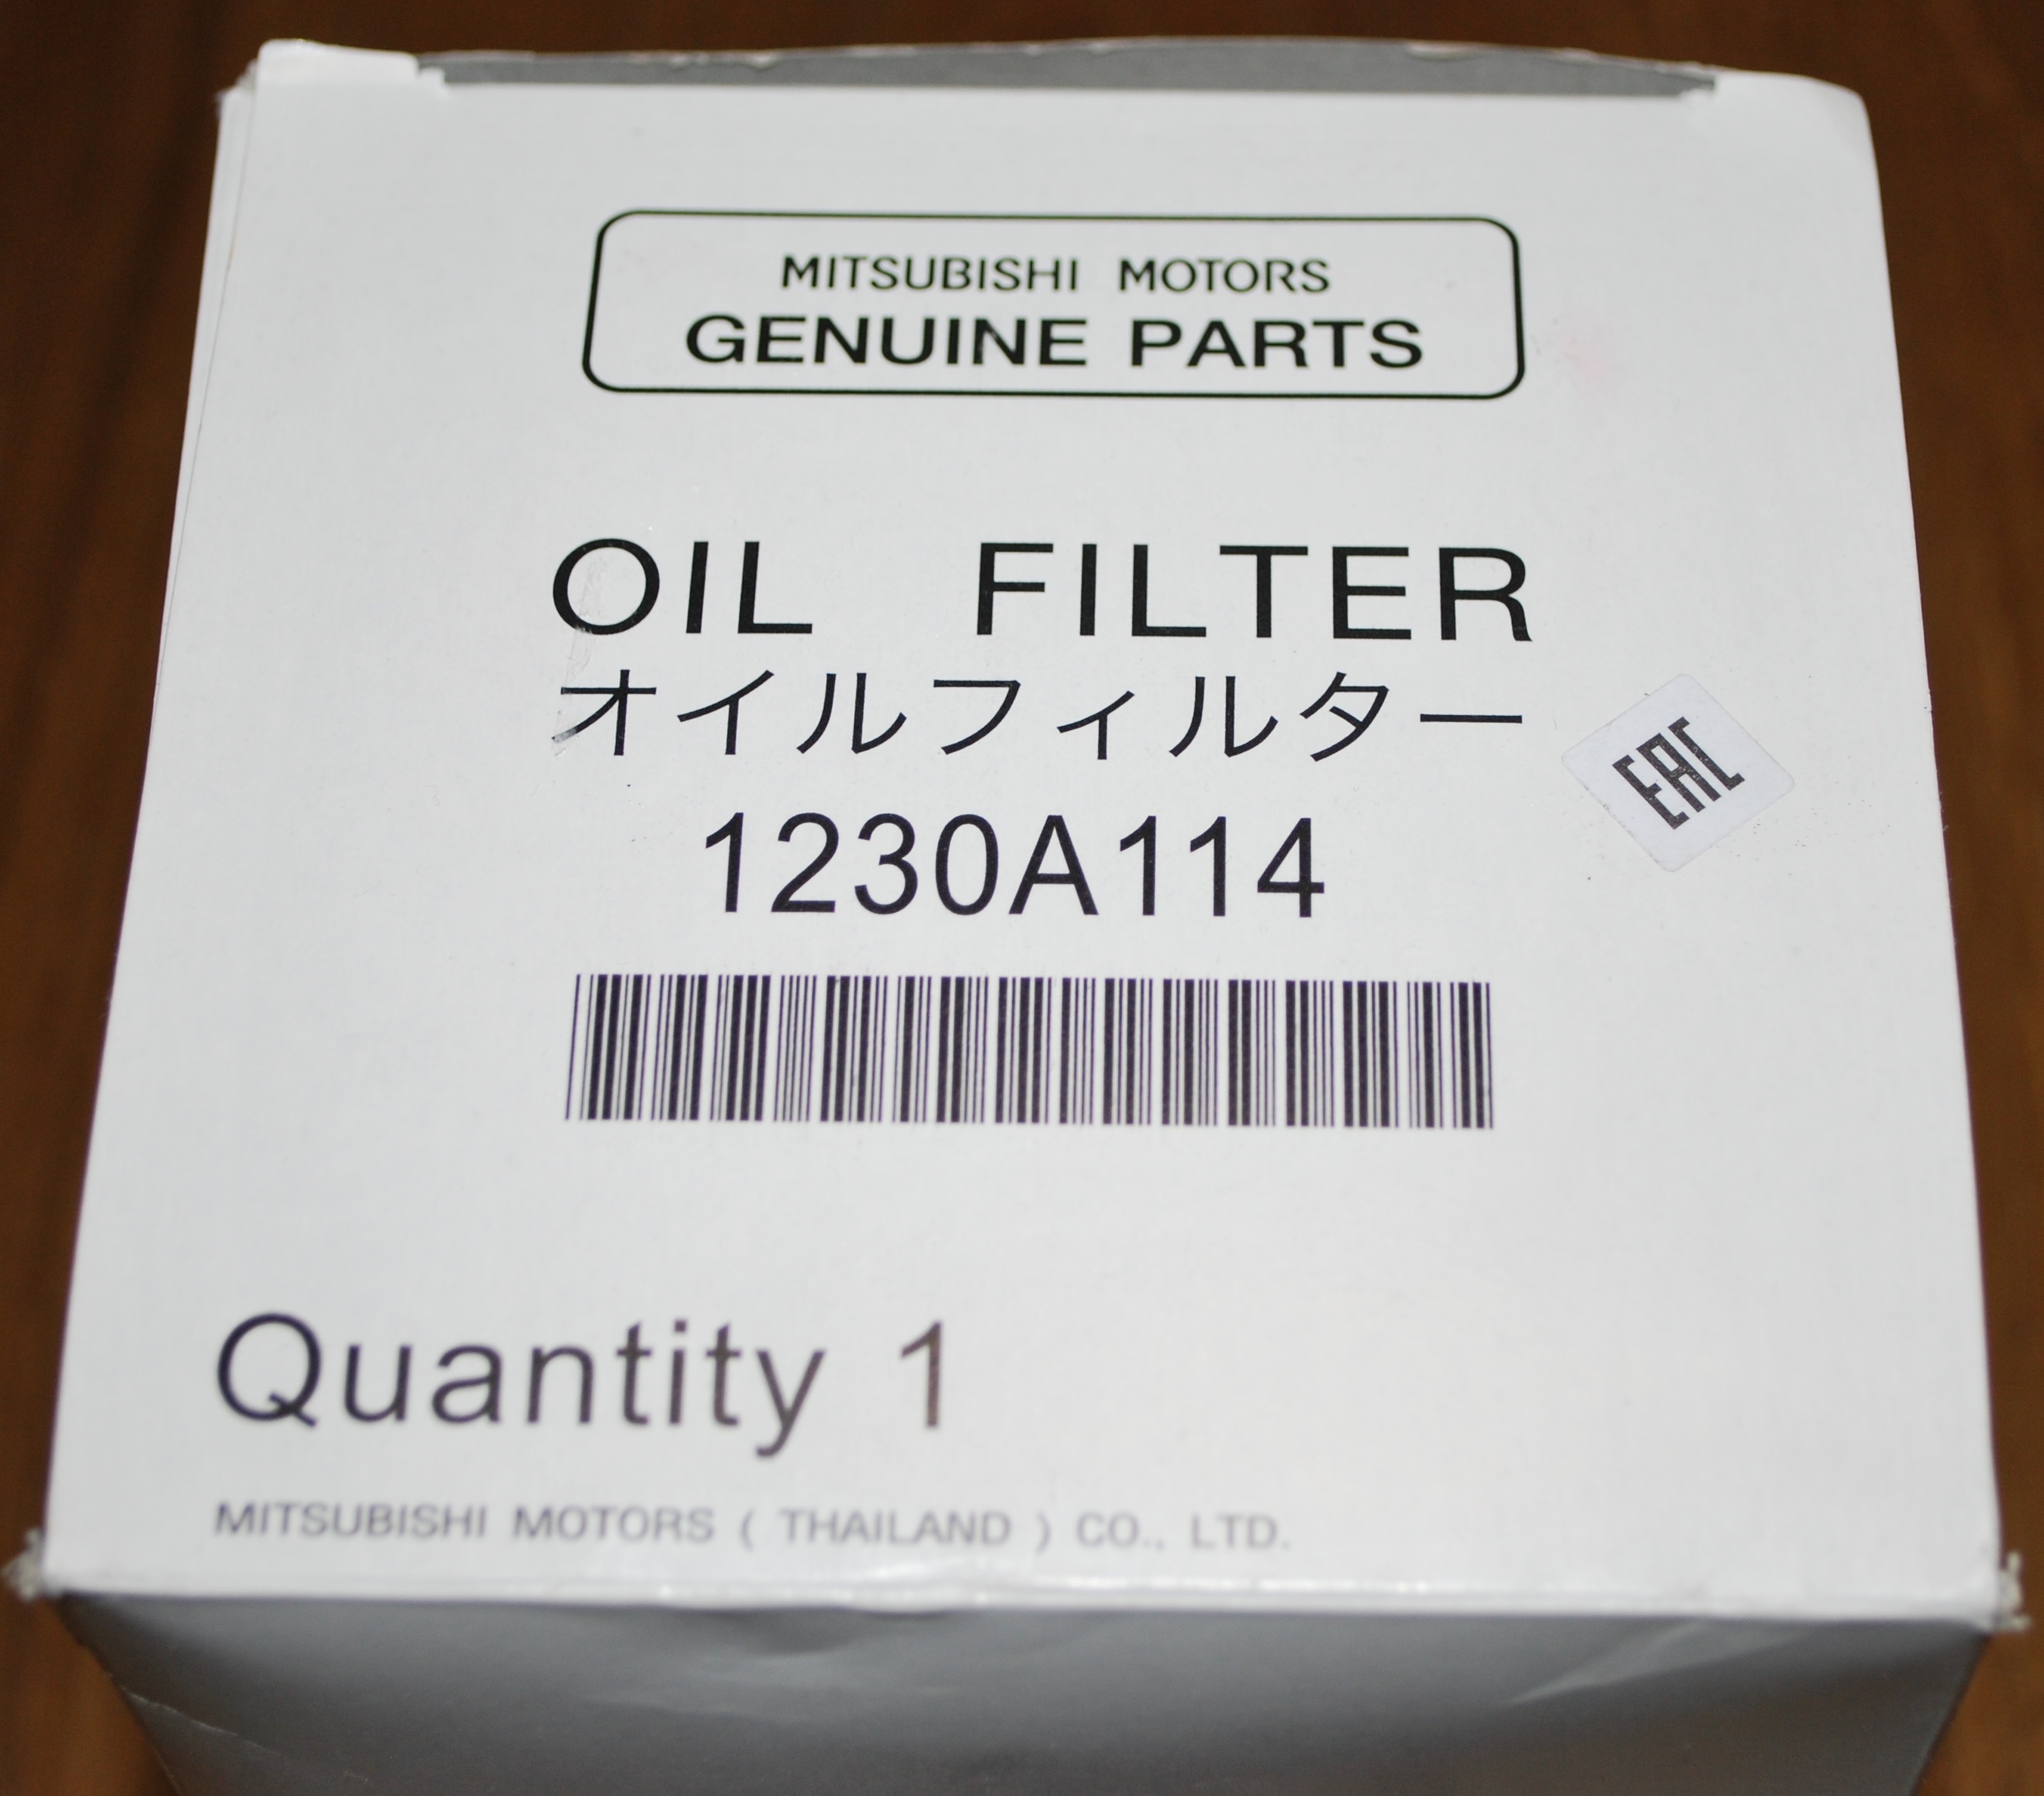 MITSUBISHI MOTORS
GENUINE PARTS
OIL FILTER
オイルフィルター
EAC
1230A114
Quantity 1
MITSUBISHI MOTORS ( THAILAND ) CO., LTD.